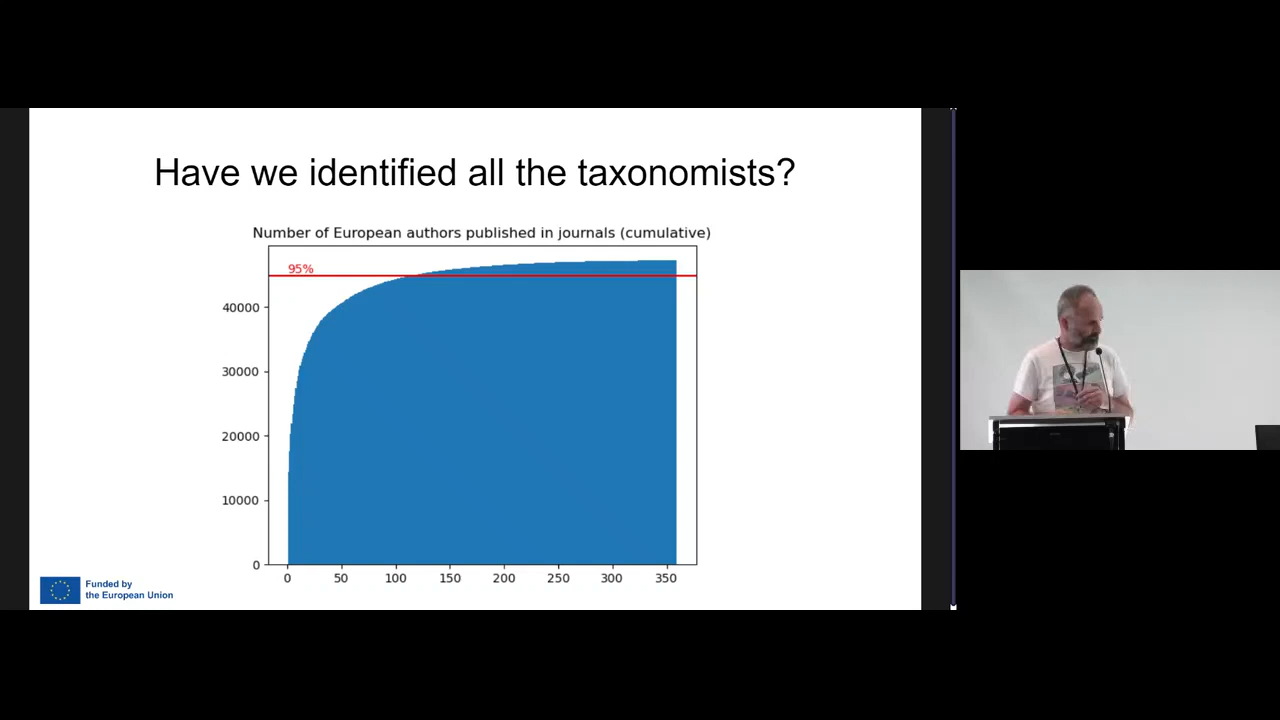 Have we identified all the taxonomists?
Number of European authors published in journals (cumulative)
95%
40000
30000
20000
10000
0
0 50 100 150 200 250 300 350
Funded by
the European Union